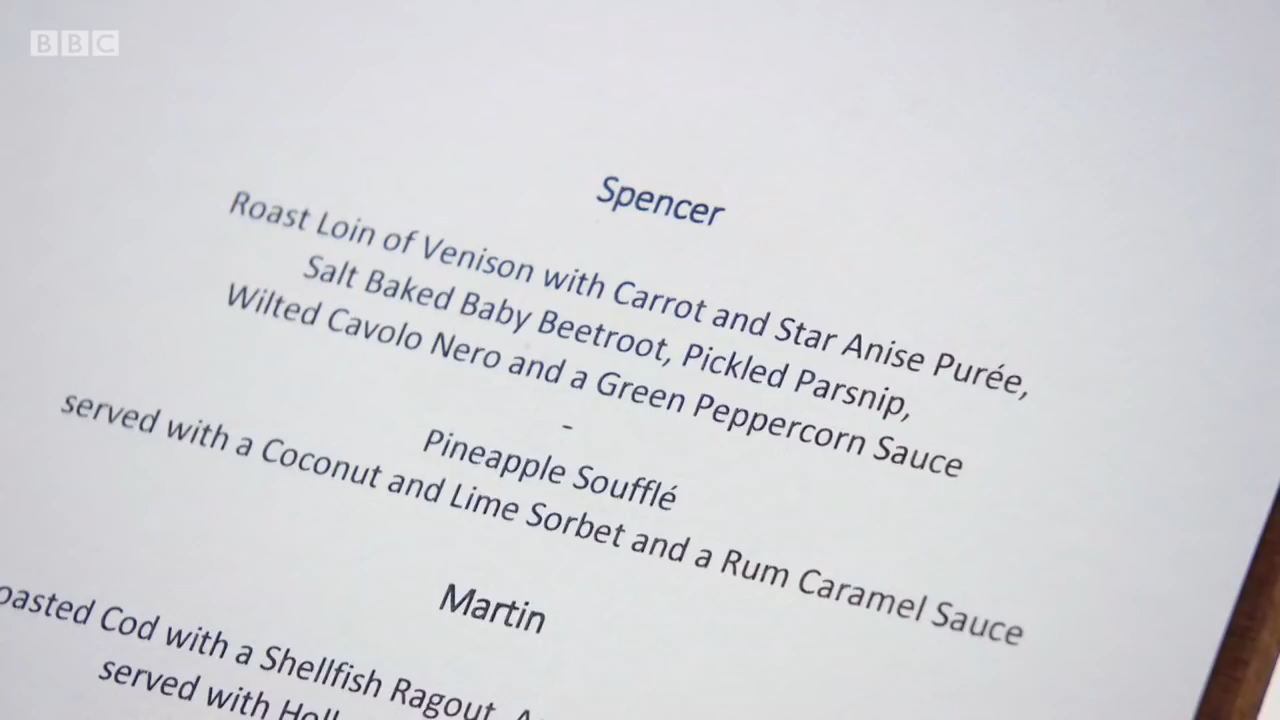 BBC
Spencer
Roast Loin of Venison with Carrot and Star Anise Purée,
Salt Baked Baby Beetroot, Pickled Parsnip,
Wilted Cavolo Nero and a Green Peppercorn Sauce
-
Pineapple Soufflé
served with a Coconut and Lime Sorbet and a Rum Caramel Sauce
Martin
Cod with a Shellfish Ragout,
served with